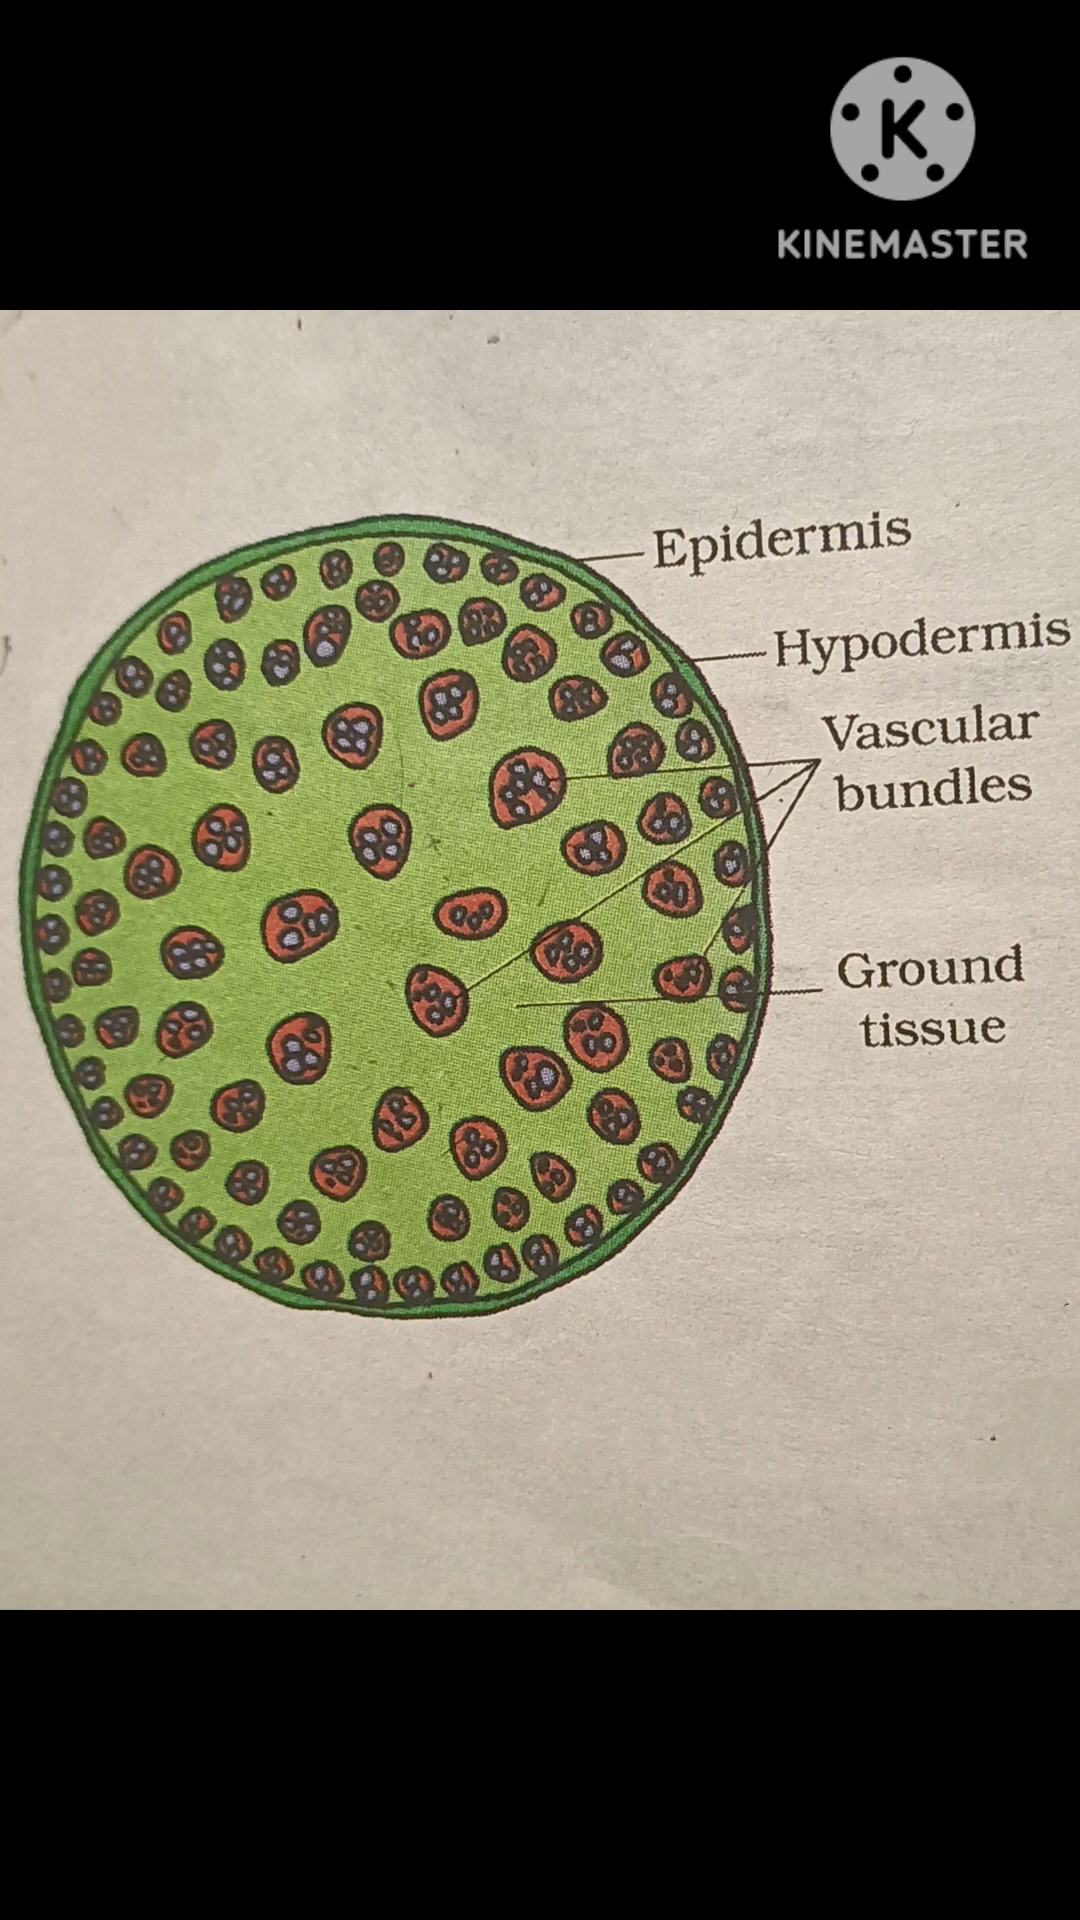 K
KINEMASTER
Epidermis
Hypodermis
Vascular
bundles
Ground
tissue